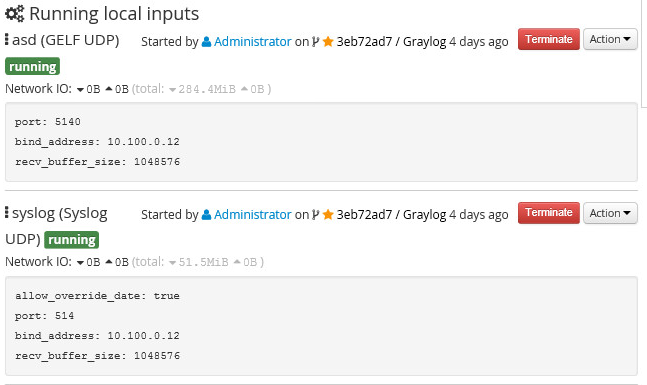 Running local inputs
asd (GELF UDP) Started by Administrator on 3eb72ad7 / Graylog 4 days ago Terminate Action
running
Network IO: 0B 0B (total: 284.4MiB 0B )
port: 5140
bind_address: 10.100.0.12
recv_buffer_size: 1048576
syslog (Syslog Started by Administrator on 3eb72ad7 / Graylog 4 days ago Terminate Action
UDP) running
Network IO: 0B 0B (total: 51.5MiB 0B )
allow_override_date: true
port: 514
bind_address: 10.100.0.12
recv_buffer_size: 1048576